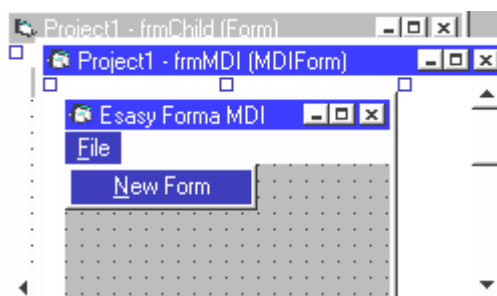 Project1 - frmChild (Form)
Project1 - frmMDI (MDIForm)
Esasy Forma MDI
File
New Form